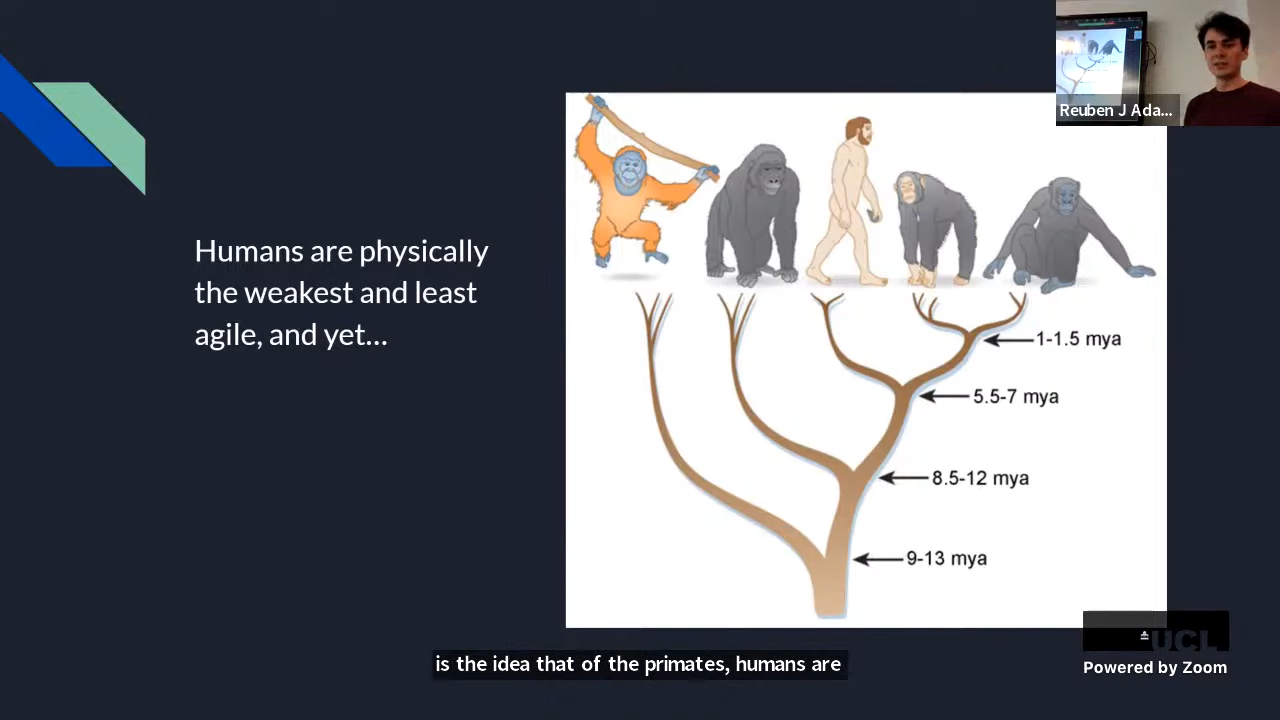 Reuben J Ada...
Humans are physically
the weakest and least
agile, and yet...
1-1.5 mya
5.5-7 mya
8.5-12 mya
9-13 mya
UCL
is the idea that of the primates, humans are
Powered by Zoom